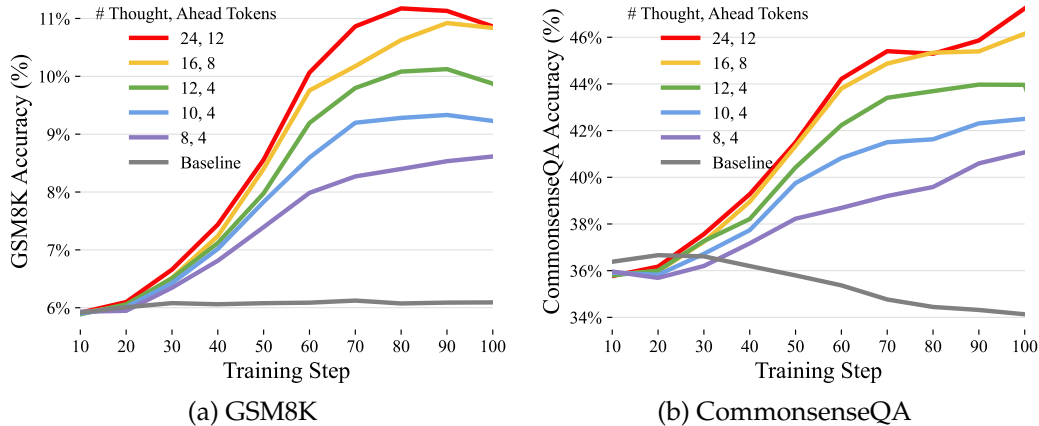 # Thought, Ahead Tokens
24, 12
16, 8
12, 4
10, 4
8, 4
Baseline
GSM8K Accuracy (%)
11%
10%
9%
8%
7%
6%
10 20 30 40 50 60 70 80 90 100
Training Step
(a) GSM8K
# Thought, Ahead Tokens
24, 12
16, 8
12, 4
10, 4
8, 4
Baseline
CommonsenseQA Accuracy (%)
46%
44%
42%
40%
38%
36%
34%
10 20 30 40 50 60 70 80 90 100
Training Step
(b) CommonsenseQA